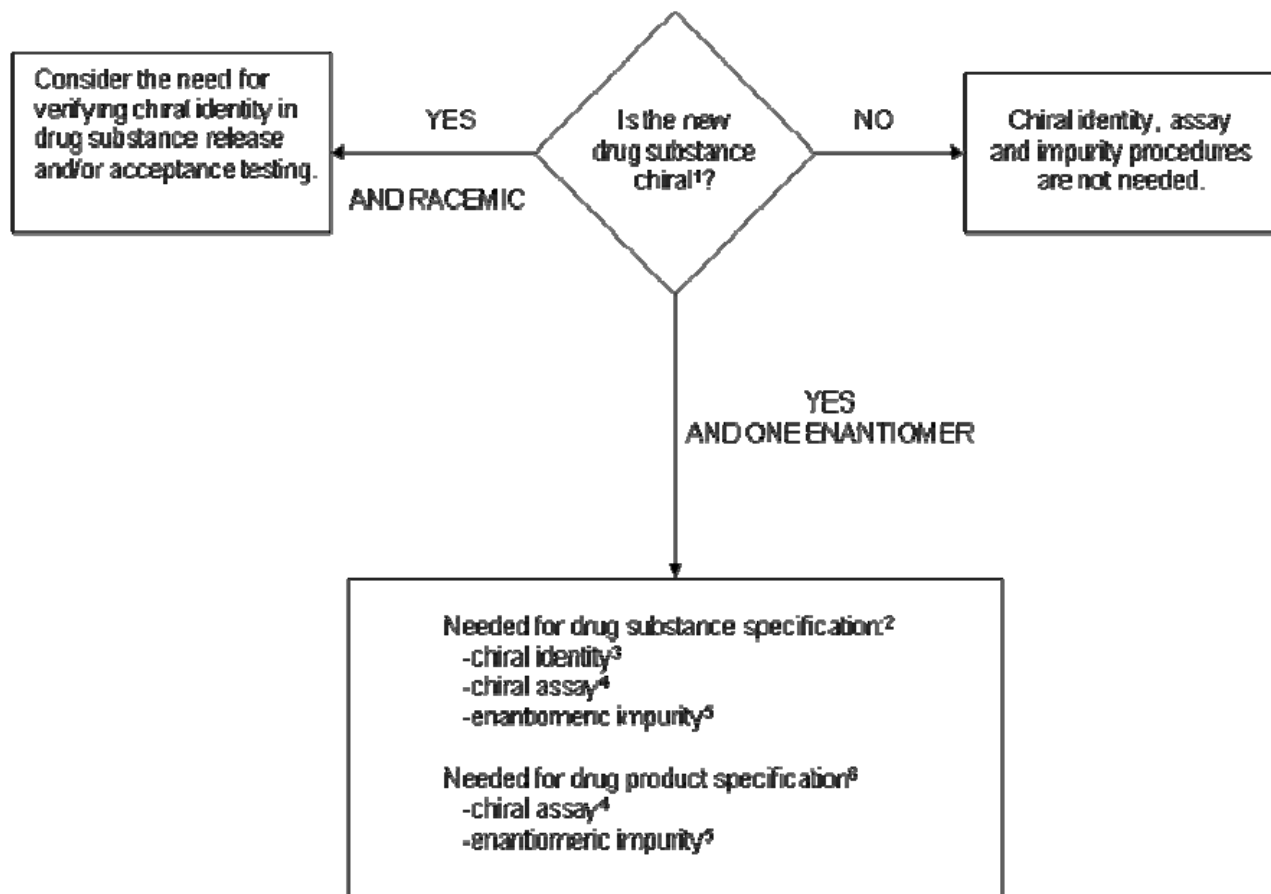 Consider the need for
verifying chiral identity in
drug substance release
and/or acceptance testing.
YES
AND RACEMIC
Is the new
drug substance
chiral¹?
NO
Chiral identity, assay
and impurity procedures
are not needed.
YES
AND ONE ENANTIOMER
Needed for drug substance specification:²
-chiral identity³
-chiral assay⁴
-enantiomeric impurity⁵
Needed for drug product specification⁶
-chiral assay⁴
-enantiomeric impurity⁵